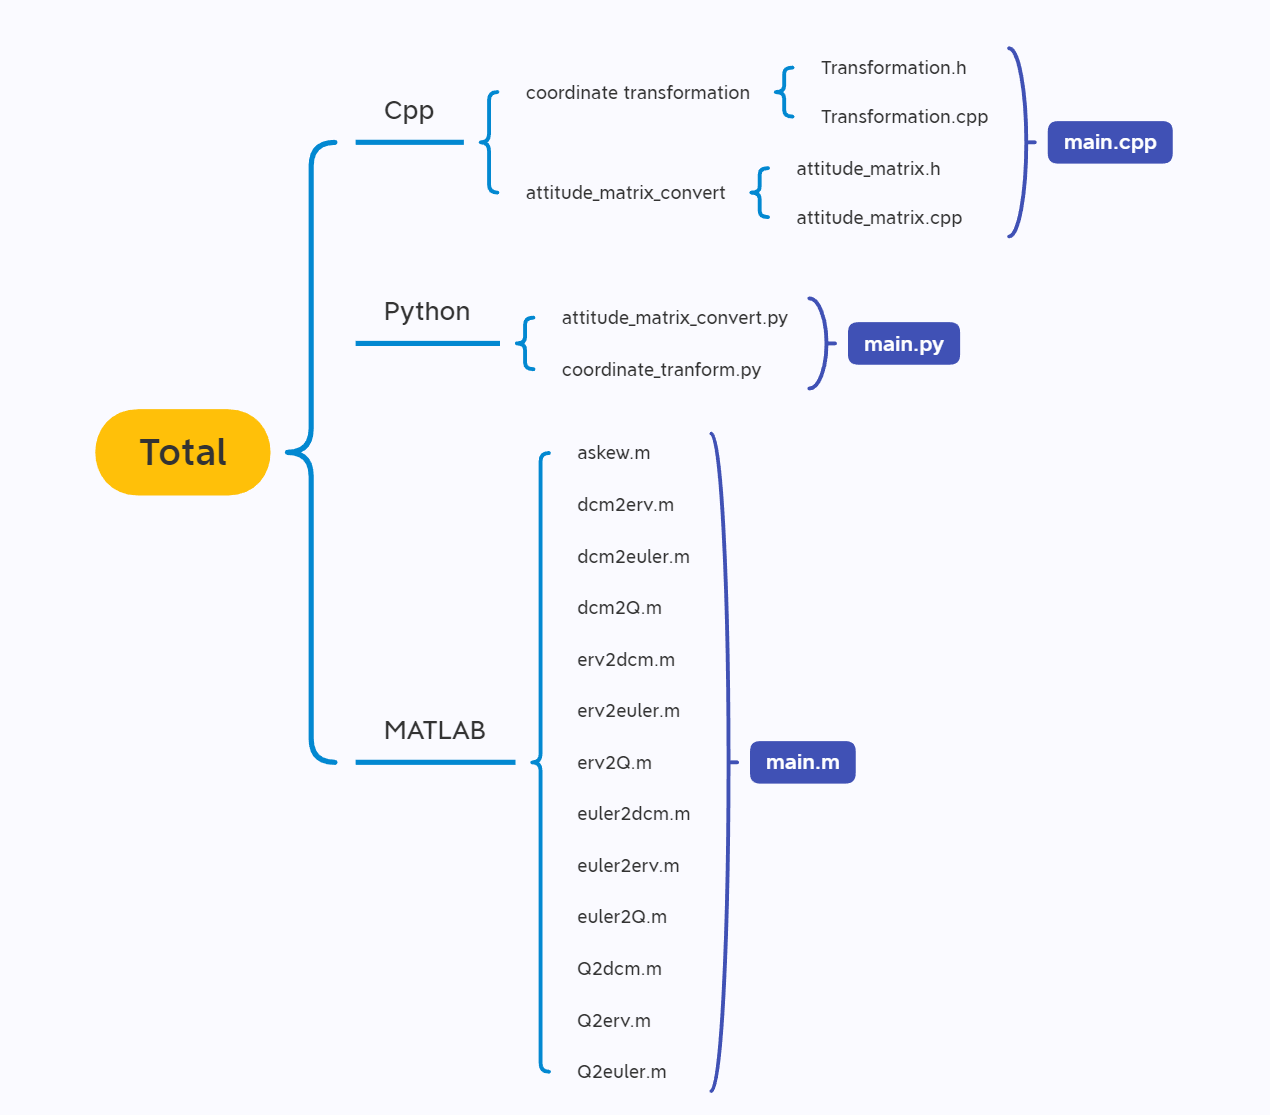 Total
Cpp
coordinate transformation
Transformation.h
Transformation.cpp
attitude_matrix_convert
attitude_matrix.h
attitude_matrix.cpp
main.cpp
Python
attitude_matrix_convert.py
coordinate_tranform.py
main.py
MATLAB
askew.m
dcm2erv.m
dcm2euler.m
dcm2Q.m
erv2dcm.m
erv2euler.m
erv2Q.m
euler2dcm.m
euler2erv.m
euler2Q.m
Q2dcm.m
Q2erv.m
Q2euler.m
main.m